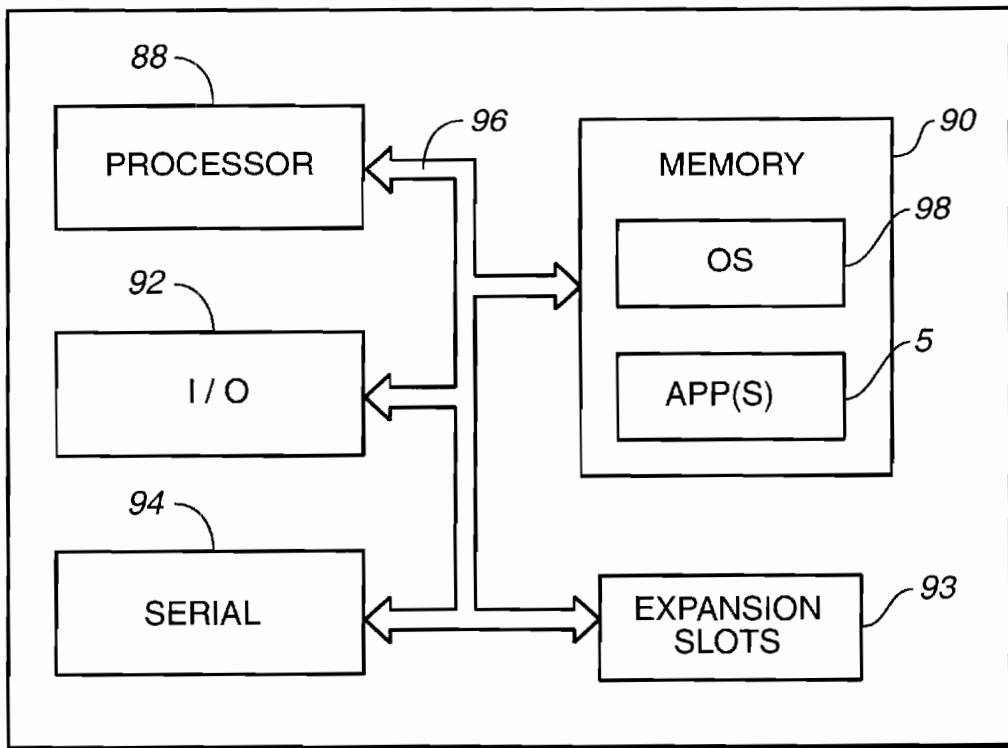 88
PROCESSOR
96
90
MEMORY
98
OS
92
I / O
5
APP(S)
94
SERIAL
93
EXPANSION
SLOTS